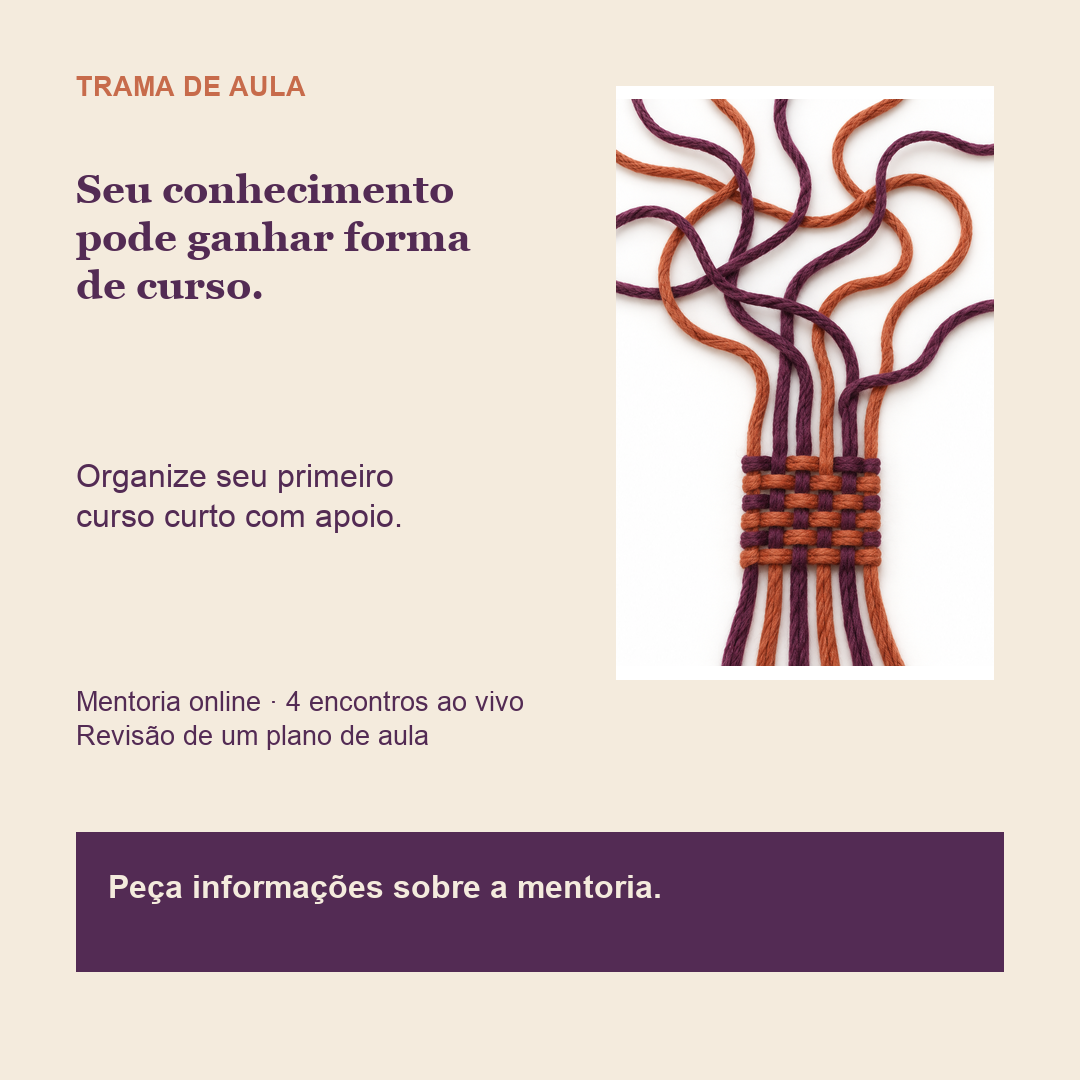 TRAMA DE AULA
Seu conhecimento
pode ganhar forma
de curso.
Organize seu primeiro
curso curto com apoio.
Mentoria online · 4 encontros ao vivo
Revisão de um plano de aula
Peça informações sobre a mentoria.